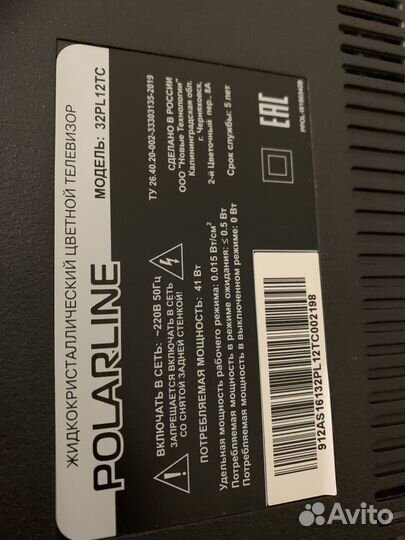 ЖИДКОКРИСТАЛЛИЧЕСКИЙ ЦВЕТНОЙ ТЕЛЕВИЗОР
МОДЕЛЬ: 32PL12TC
POLARLINE
ТУ 26.40.20-002-33303135-2019
СДЕЛАНО В РОССИИ
ООО "Новые Технологии"
Калининградская обл.
г. Черняховск,
2-й Цветочный пер., 8А
Срок службы: 5 лет
EAC
ВКЛЮЧАТЬ В СЕТЬ: ~220В 50Гц
ЗАПРЕЩАЕТСЯ ВКЛЮЧАТЬ В СЕТЬ
СО СНЯТОЙ ЗАДНЕЙ СТЕНКОЙ!
ПОТРЕБЛЯЕМАЯ МОЩНОСТЬ: 41 Вт
Удельная мощность рабочего режима: 0.015 Вт/см²
Потребляемая мощность в режиме ожидания: ≤ 0.5 Вт
Потребляемая мощность в выключенном режиме: 0 Вт
912AS16132PL12TC002198
Avito